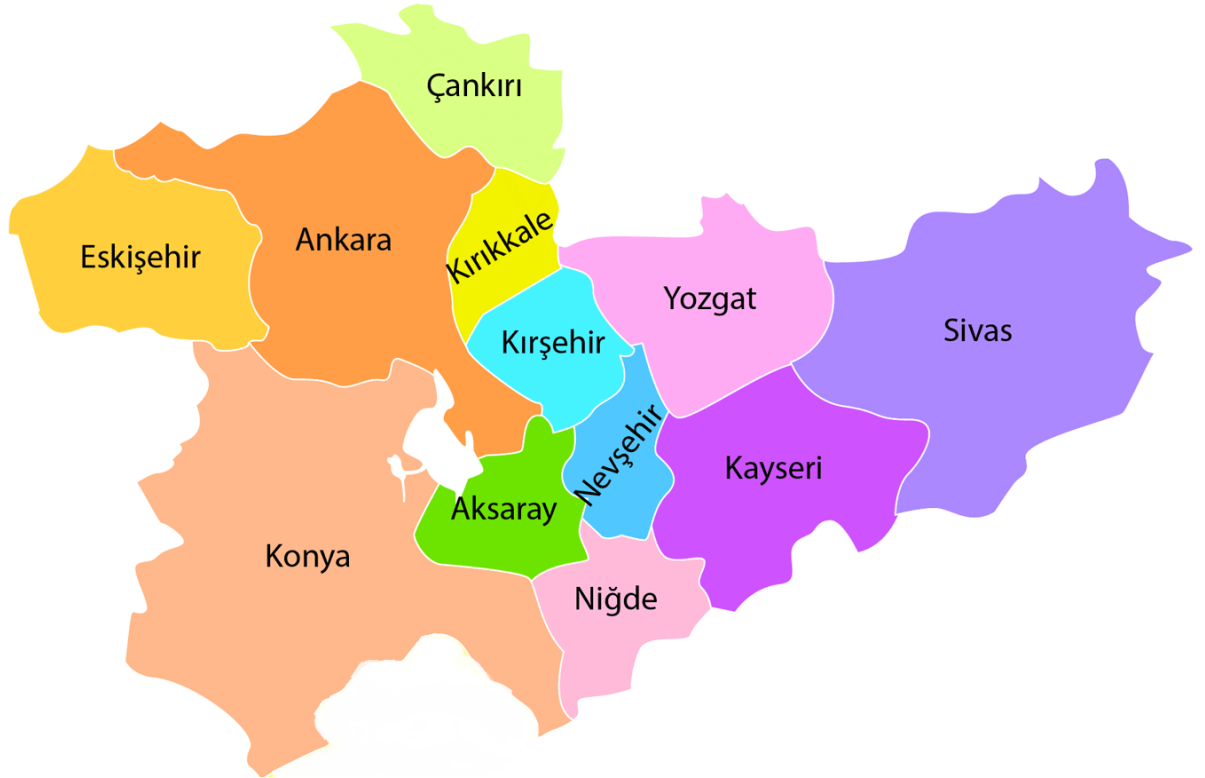 Çankırı
Eskişehir
Ankara
Kırıkkale
Yozgat
Sivas
Kırşehir
Nevşehir
Kayseri
Aksaray
Konya
Niğde